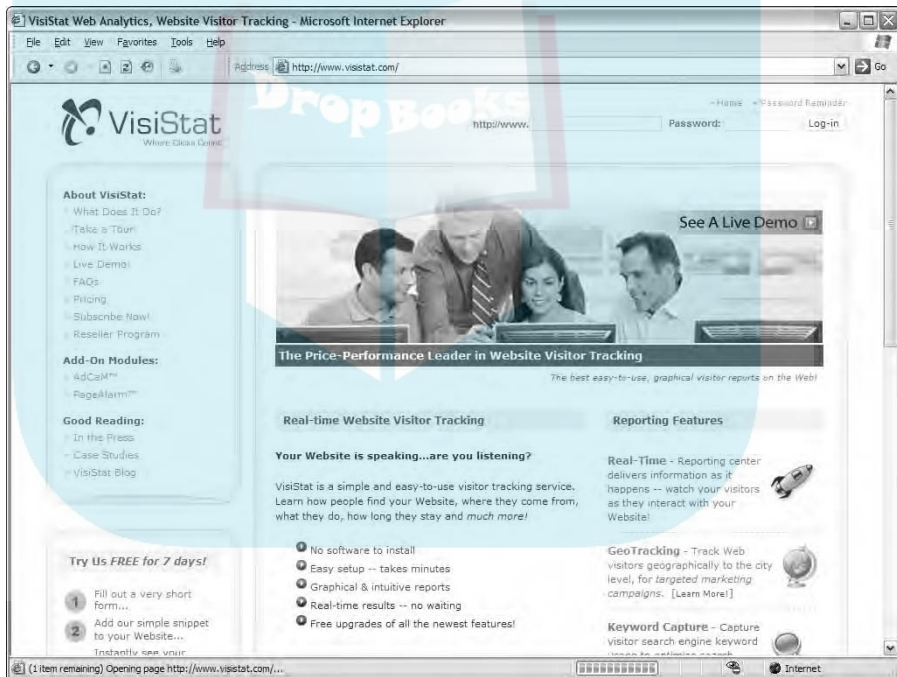 VisiStat Web Analytics, Website Visitor Tracking - Microsoft Internet Explorer
File Edit View Favorites Tools Help
Address http://www.visistat.com/ Go
DropBooks
- Home - Password Reminder
VisiStat
Where Clicks Count
http://www. Password: Log-in
About VisiStat:
What Does It Do?
Take a Tour
How It Works
Live Demo!
FAQs
Pricing
Subscribe Now!
Reseller Program
Add-On Modules:
AdCaM™
PageAlarm™
Good Reading:
In the Press
Case Studies
VisiStat Blog
Try Us FREE for 7 days!
1 Fill out a very short
form...
2 Add our simple snippet
to your Website...
Instantly see your
See A Live Demo
The Price-Performance Leader in Website Visitor Tracking
The best easy-to-use, graphical visitor reports on the Web!
Real-time Website Visitor Tracking
Your Website is speaking...are you listening?
VisiStat is a simple and easy-to-use visitor tracking service.
Learn how people find your Website, where they come from,
what they do, how long they stay and much more!
No software to install
Easy setup -- takes minutes
Graphical & intuitive reports
Real-time results -- no waiting
Free upgrades of all the newest features!
Reporting Features
Real-Time - Reporting center
delivers information as it
happens -- watch your visitors
as they interact with your
Website!
GeoTracking - Track Web
visitors geographically to the city
level, for targeted marketing
campaigns. [Learn More!]
Keyword Capture - Capture
visitor search engine keyword
usage to optimize search
(1 item remaining) Opening page http://www.visistat.com/... Internet